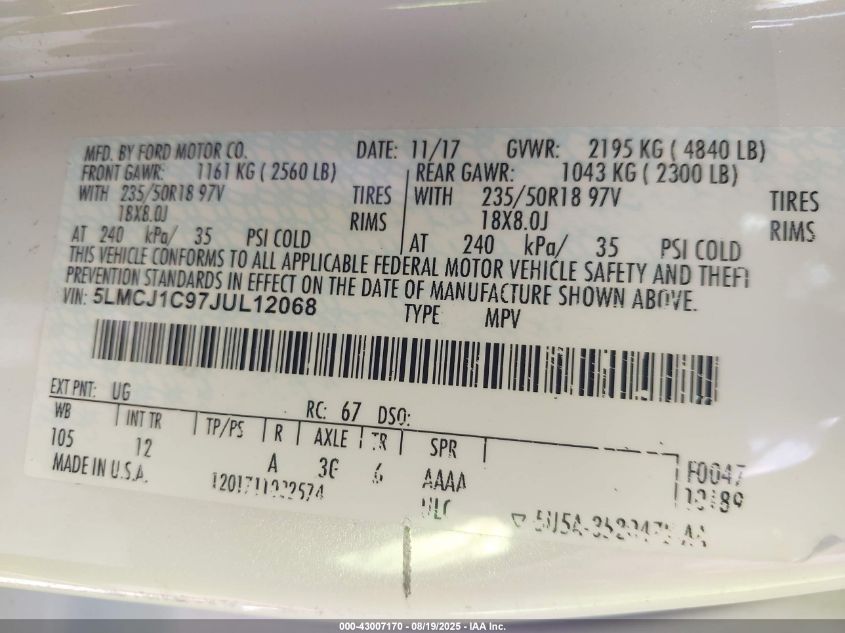 MFD. BY FORD MOTOR CO. DATE: 11/17 GVWR: 2195 KG ( 4840 LB)
FRONT GAWR: 1161 KG ( 2560 LB) REAR GAWR: 1043 KG ( 2300 LB)
WITH 235/50R18 97V TIRES WITH 235/50R18 97V TIRES
18X8.0J RIMS 18X8.0J RIMS
AT 240 kPa/ 35 PSI COLD AT 240 kPa/ 35 PSI COLD
THIS VEHICLE CONFORMS TO ALL APPLICABLE FEDERAL MOTOR VEHICLE SAFETY AND THEFT
PREVENTION STANDARDS IN EFFECT ON THE DATE OF MANUFACTURE SHOWN ABOVE.
VIN: 5LMCJ1C97JUL12068 TYPE MPV
EXT PNT: UG RC: 67 DSO:
WB INT TR TP/PS R AXLE TR SPR
105 12 A 3G 6 AAAA F0047
MADE IN U.S.A.
000-43007170 - 08/19/2025 - IAA Inc.